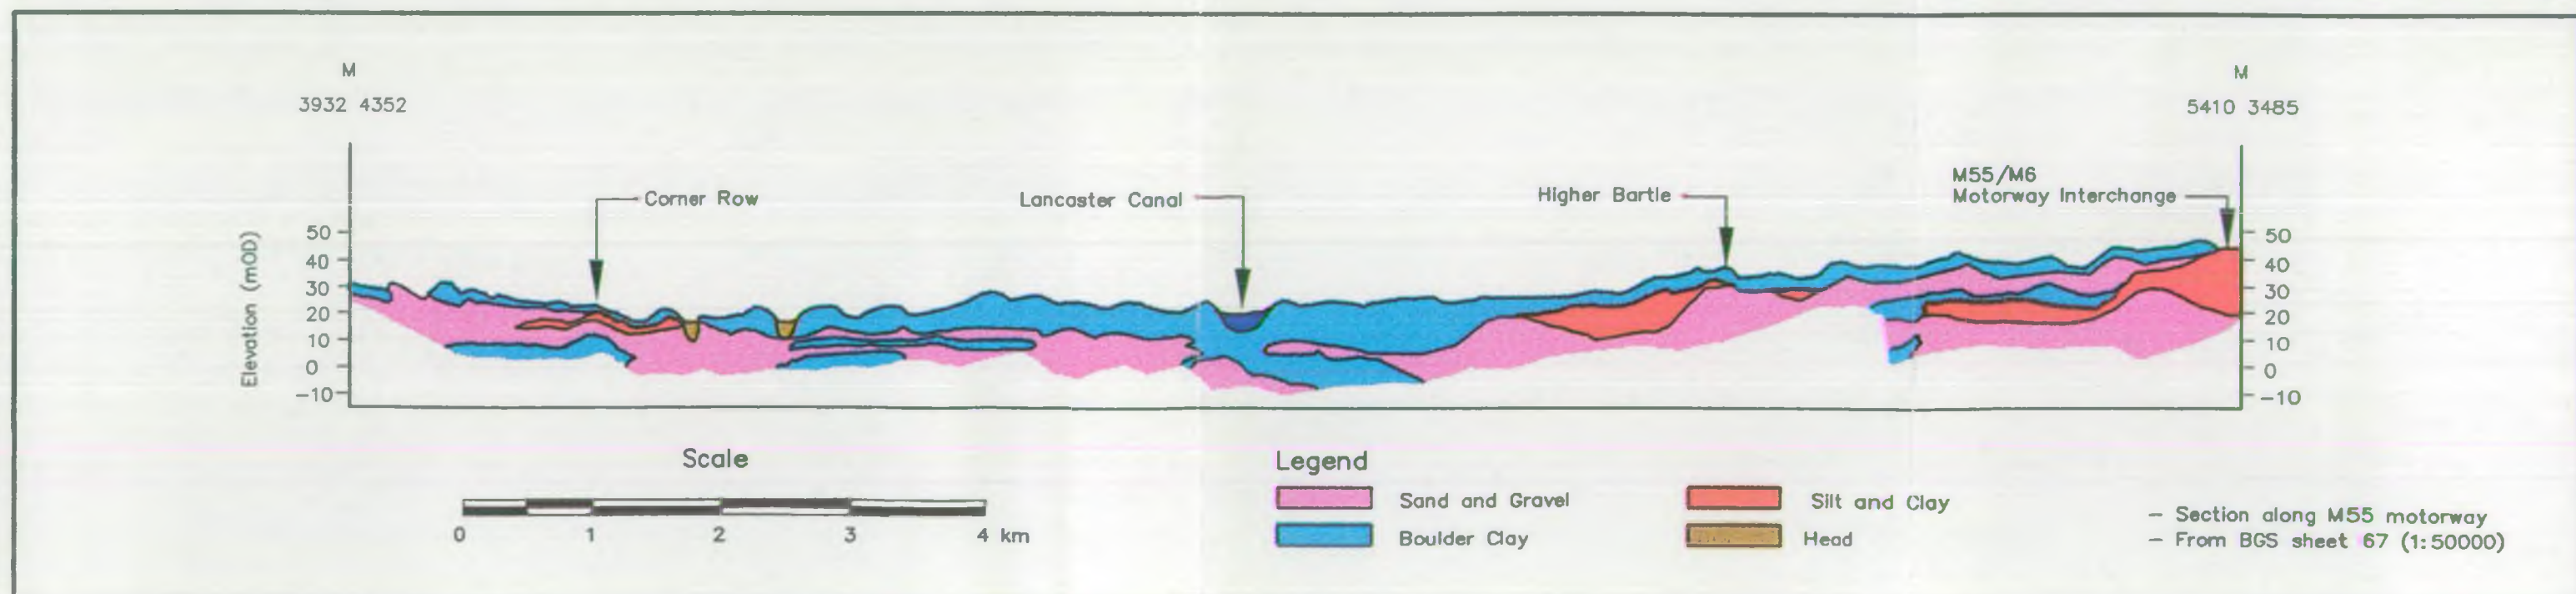 M
3932 4352
M
5410 3485
Corner Row
Lancaster Canal
Higher Bartle
M55/M6
Motorway Interchange
Elevation (mOD)
50
40
30
20
10
0
-10
50
40
30
20
10
0
-10
Scale
0 1 2 3 4 km
Legend
Sand and Gravel
Silt and Clay
Boulder Clay
Head
- Section along M55 motorway
- From BGS sheet 67 (1:50000)